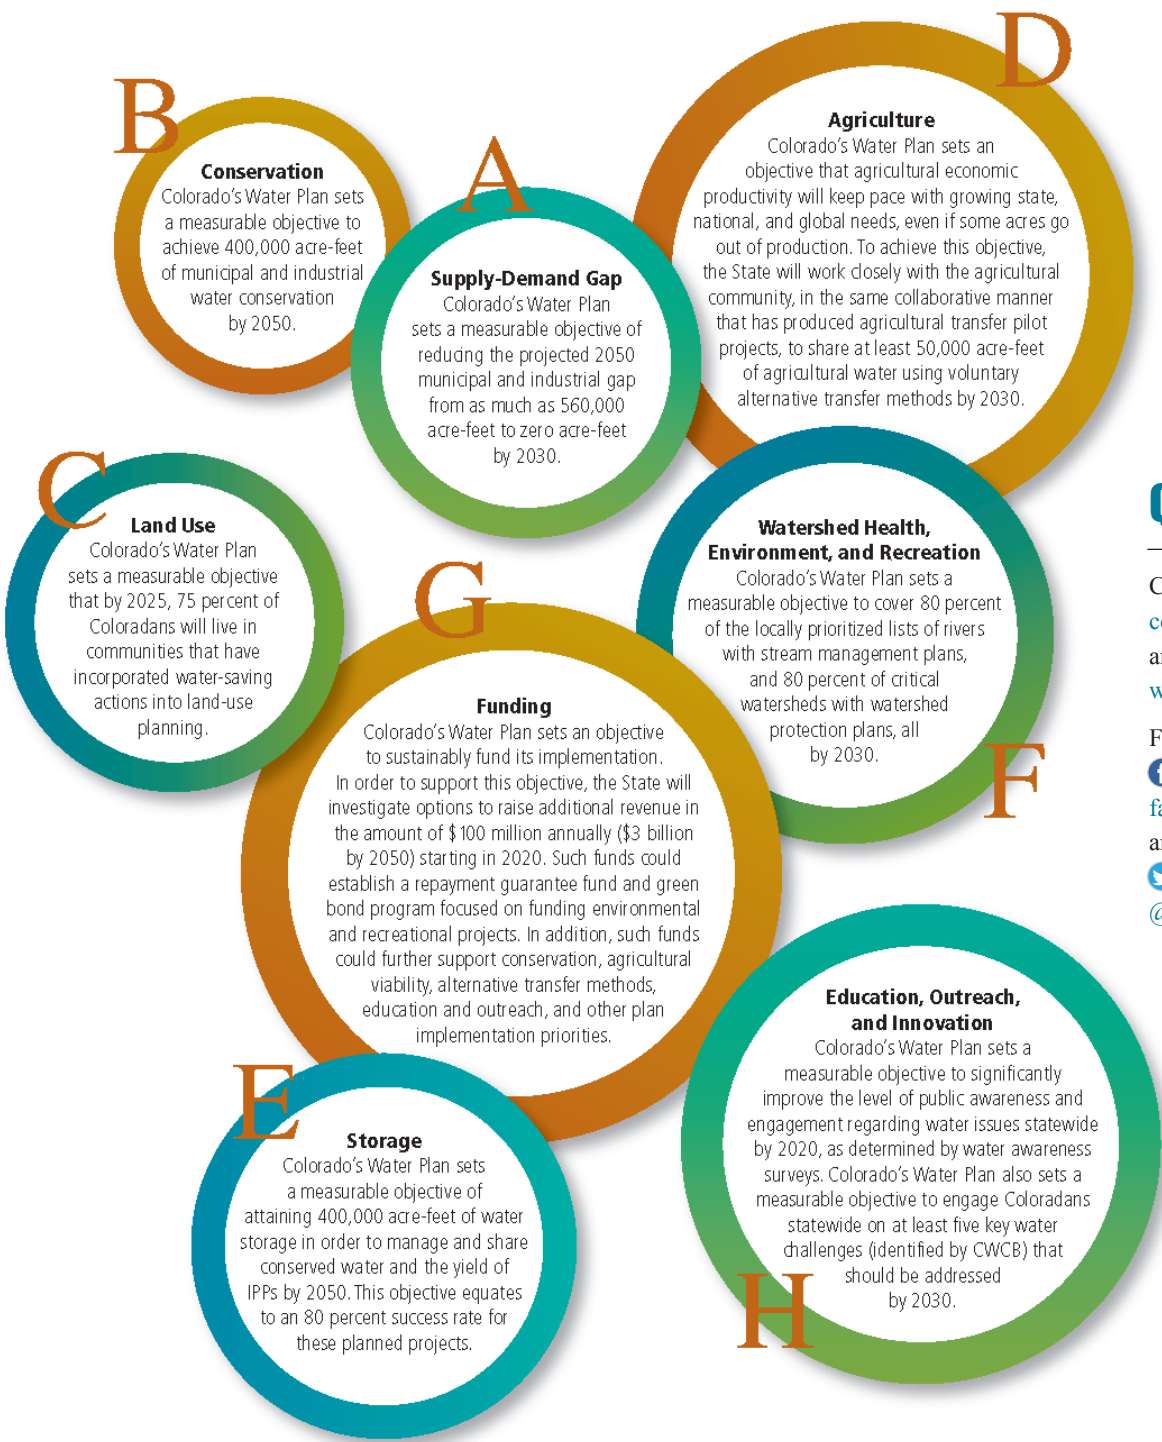 B
Conservation
Colorado's Water Plan sets
a measurable objective to
achieve 400,000 acre-feet
of municipal and industrial
water conservation
by 2050.
A
Supply-Demand Gap
Colorado's Water Plan
sets a measurable objective of
reducing the projected 2050
municipal and industrial gap
from as much as 560,000
acre-feet to zero acre-feet
by 2030.
D
Agriculture
Colorado's Water Plan sets an
objective that agricultural economic
productivity will keep pace with growing state,
national, and global needs, even if some acres go
out of production. To achieve this objective,
the State will work closely with the agricultural
community, in the same collaborative manner
that has produced agricultural transfer pilot
projects, to share at least 50,000 acre-feet
of agricultural water using voluntary
alternative transfer methods by 2030.
C
Land Use
Colorado's Water Plan
sets a measurable objective
that by 2025, 75 percent of
Coloradans will live in
communities that have
incorporated water-saving
actions into land-use
planning.
G
Funding
Colorado's Water Plan sets an objective
to sustainably fund its implementation.
In order to support this objective, the State will
investigate options to raise additional revenue in
the amount of $100 million annually ($3 billion
by 2050) starting in 2020. Such funds could
establish a repayment guarantee fund and green
bond program focused on funding environmental
and recreational projects. In addition, such funds
could further support conservation, agricultural
viability, alternative transfer methods,
education and outreach, and other plan
implementation priorities.
Watershed Health,
Environment, and Recreation
Colorado's Water Plan sets a
measurable objective to cover 80 percent
of the locally prioritized lists of rivers
with stream management plans,
and 80 percent of critical
watersheds with watershed
protection plans, all
by 2030.
F
E
Storage
Colorado's Water Plan sets
a measurable objective of
attaining 400,000 acre-feet of water
storage in order to manage and share
conserved water and the yield of
IPPs by 2050. This objective equates
to an 80 percent success rate for
these planned projects.
Education, Outreach,
and Innovation
Colorado's Water Plan sets a
measurable objective to significantly
improve the level of public awareness and
engagement regarding water issues statewide
by 2020, as determined by water awareness
surveys. Colorado's Water Plan also sets a
measurable objective to engage Coloradans
statewide on at least five key water
challenges (identified by CWCB) that
should be addressed
by 2030.
H